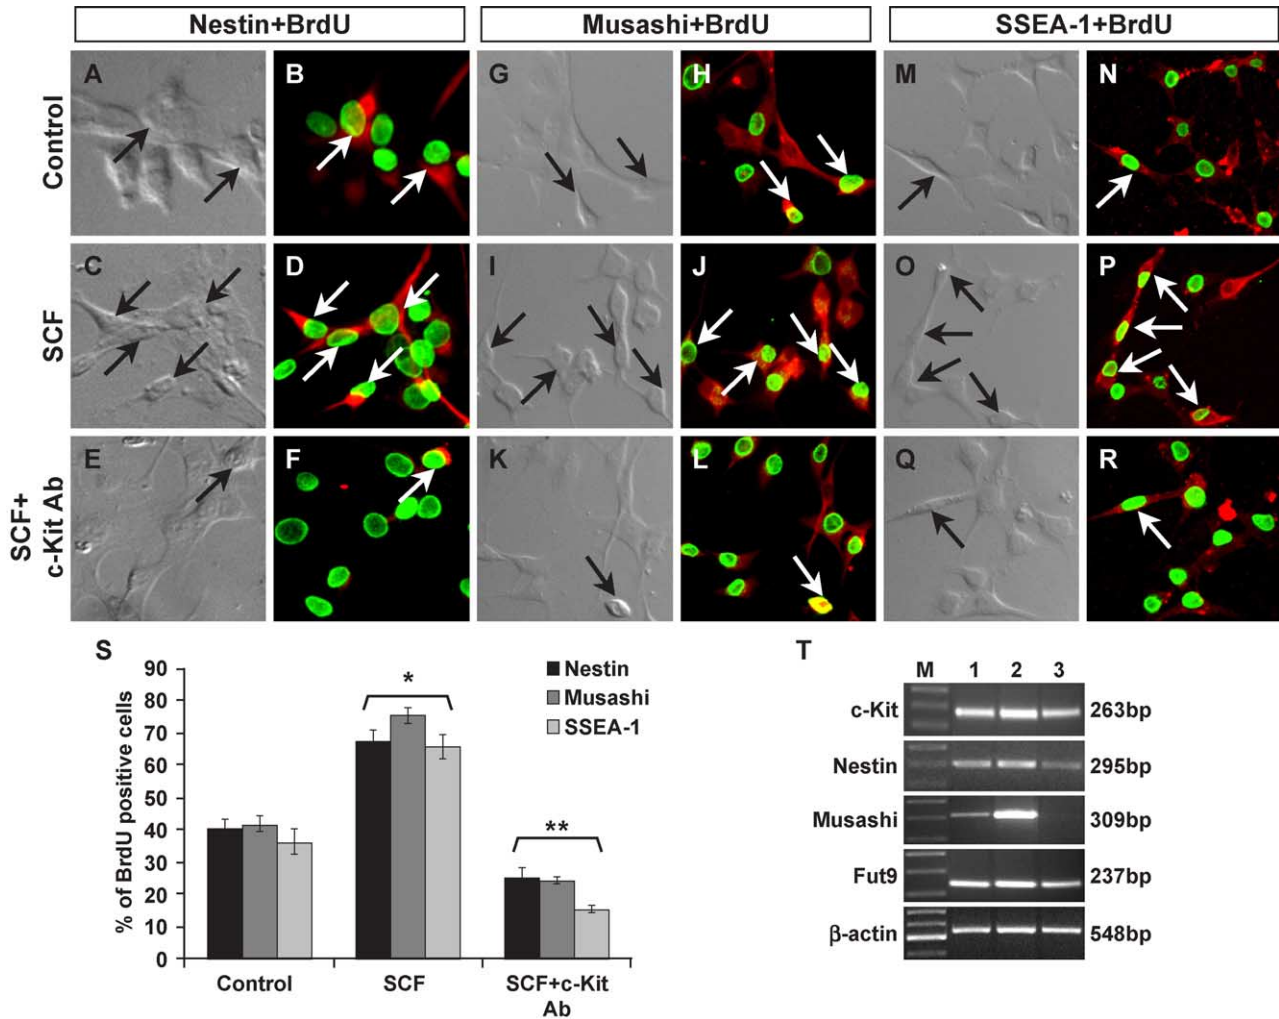 Nestin+BrdU Musashi+BrdU SSEA-1+BrdU
Control
A B G H M N
SCF
C D I J O P
SCF+
c-Kit Ab
E F K L Q R
S
% of BrdU positive cells
90
80
70
60
50
40
30
20
10
0
*
**
Nestin
Musashi
SSEA-1
Control SCF SCF+c-Kit
Ab
T
M 1 2 3
c-Kit 263bp
Nestin 295bp
Musashi 309bp
Fut9 237bp
β-actin 548bp